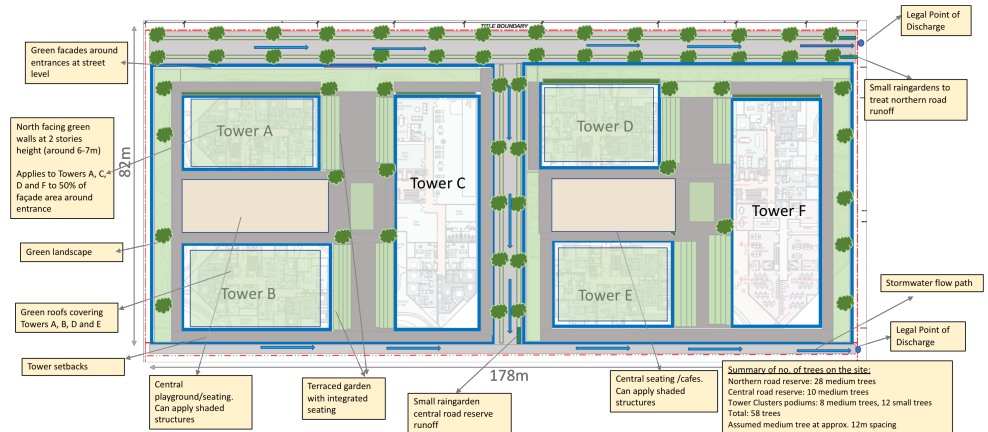 TITLE BOUNDARY
Legal Point of
Discharge
Green facades around
entrances at street
level
Small raingardens to
treat northern road
runoff
North facing green
walls at 2 stories
height (around 6-7m)
Applies to Towers A, C,
D and F to 50% of
façade area around
entrance
82m
Tower A
Tower D
Tower C
Tower F
Green landscape
Tower B
Tower E
Green roofs covering
Towers A, B, D and E
Stormwater flow path
Legal Point of
Discharge
Tower setbacks
178m
Central
playground/seating.
Can apply shaded
structures
Terraced garden
with integrated
seating
Small raingarden
central road reserve
runoff
Central seating /cafes.
Can apply shaded
structures
Summary of no. of trees on the site:
Northern road reserve: 28 medium trees
Central road reserve: 10 medium trees
Tower Clusters podiums: 8 medium trees, 12 small trees
Total: 58 trees
Assumed medium tree at approx. 12m spacing